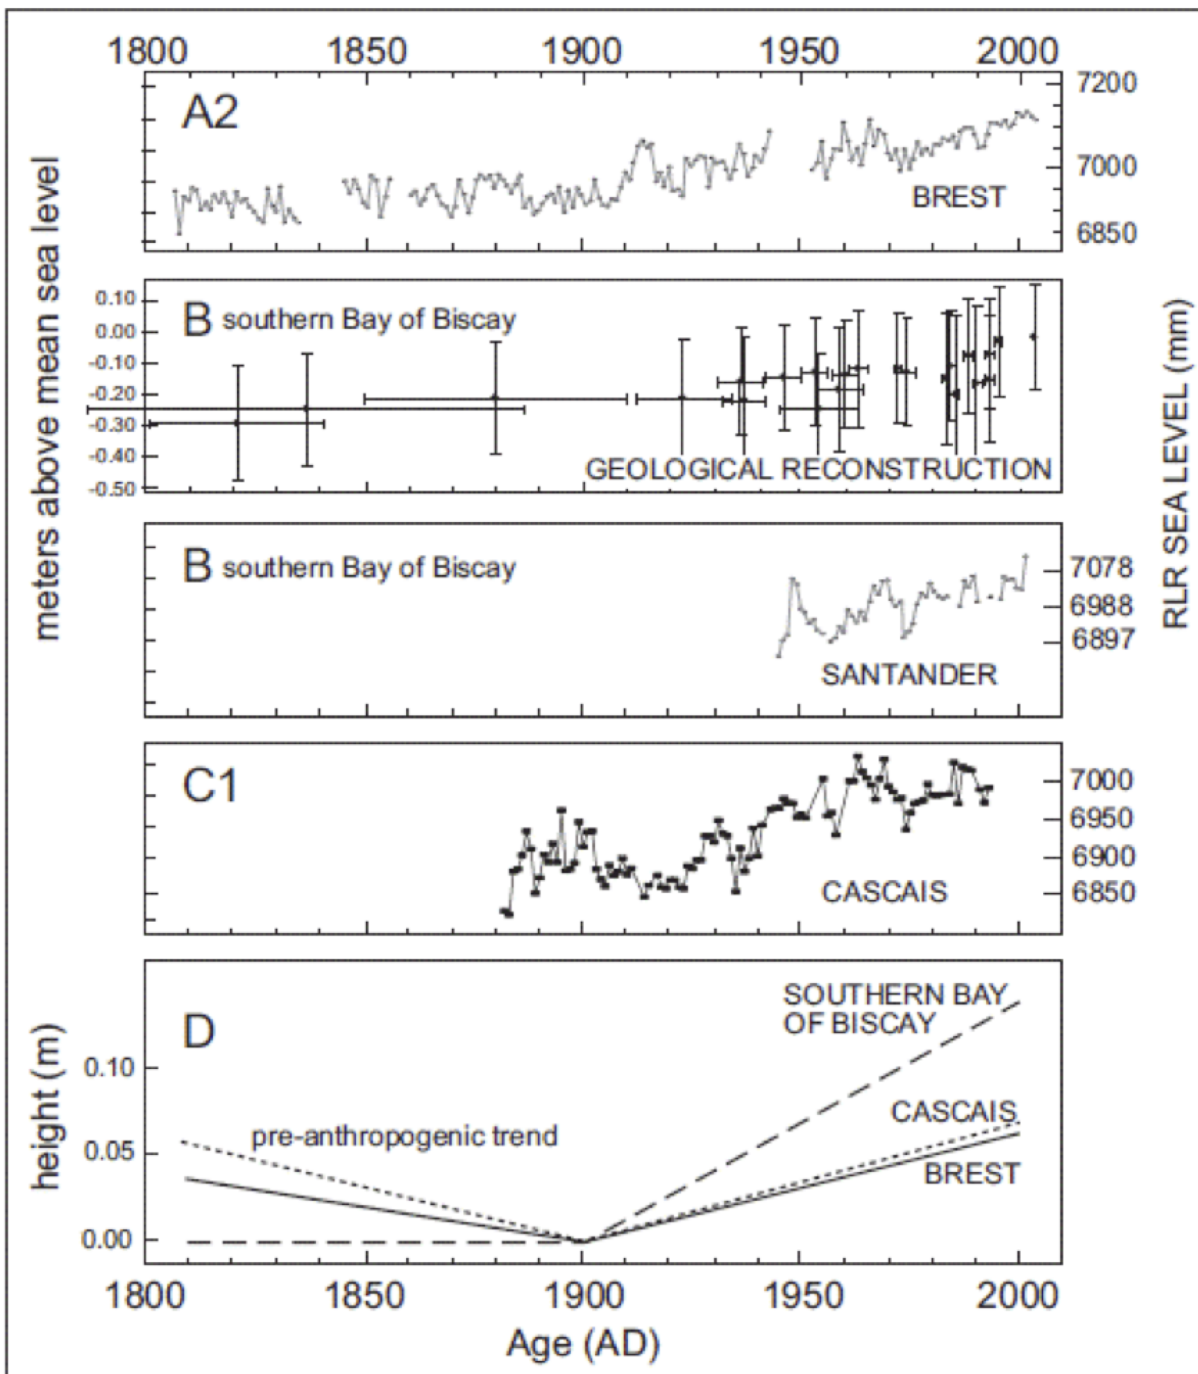 1800 1850 1900 1950 2000
A2
7200
7000
6850
BREST
meters above mean sea level
RLR SEA LEVEL (mm)
B southern Bay of Biscay
0.10
0.00
-0.10
-0.20
-0.30
-0.40
-0.50
GEOLOGICAL RECONSTRUCTION
B southern Bay of Biscay
7078
6988
6897
SANTANDER
C1
7000
6950
6900
6850
CASCAIS
D
SOUTHERN BAY
OF BISCAY
height (m)
0.10
0.05
0.00
pre-anthropogenic trend
CASCAIS
BREST
1800 1850 1900 1950 2000
Age (AD)